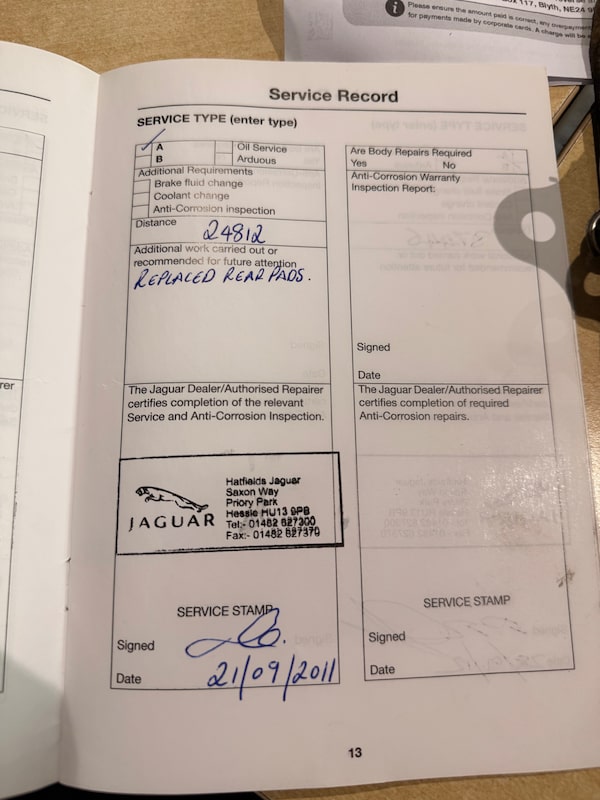 ox 117, Blyth, NE24 9
Please ensure the amount paid is correct, any overpayment
for payments made by corporate cards. A charge will be
Service Record
SERVICE TYPE (enter type)
A
Oil Service
B
Arduous
Additional Requirements
Brake fluid change
Coolant change
Anti-Corrosion inspection
Distance
24812
Additional work carried out or
recommended for future attention
REPLACED REAR PADS.
The Jaguar Dealer/Authorised Repairer
certifies completion of the relevant
Service and Anti-Corrosion Inspection.
JAGUAR
Hatfields Jaguar
Saxon Way
Priory Park
Hessle HU13 9PB
Tel:- 01482 627300
Fax:- 01482 627370
SERVICE STAMP
Signed
Date
21/09/2011
Are Body Repairs Required
Yes
No
Anti-Corrosion Warranty
Inspection Report:
Signed
Date
The Jaguar Dealer/Authorised Repairer
certifies completion of required
Anti-Corrosion repairs.
SERVICE STAMP
Signed
Date
13